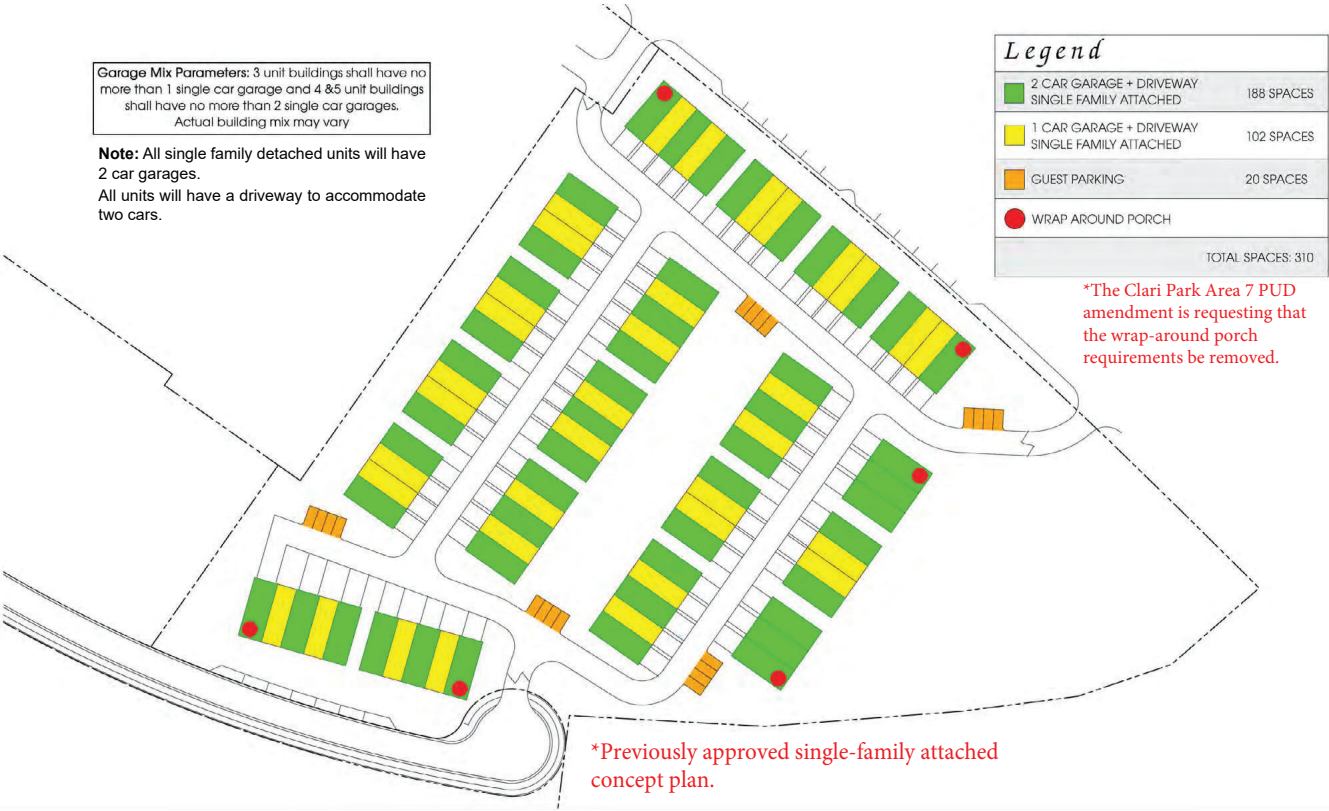 Garage Mix Parameters: 3 unit buildings shall have no
more than 1 single car garage and 4 &5 unit buildings
shall have no more than 2 single car garages.
Actual building mix may vary
Note: All single family detached units will have
2 car garages.
All units will have a driveway to accommodate
two cars.
Legend
2 CAR GARAGE + DRIVEWAY
SINGLE FAMILY ATTACHED
188 SPACES
1 CAR GARAGE + DRIVEWAY
SINGLE FAMILY ATTACHED
102 SPACES
GUEST PARKING
20 SPACES
WRAP AROUND PORCH
TOTAL SPACES: 310
*The Clari Park Area 7 PUD
amendment is requesting that
the wrap-around porch
requirements be removed.
*Previously approved single-family attached
concept plan.